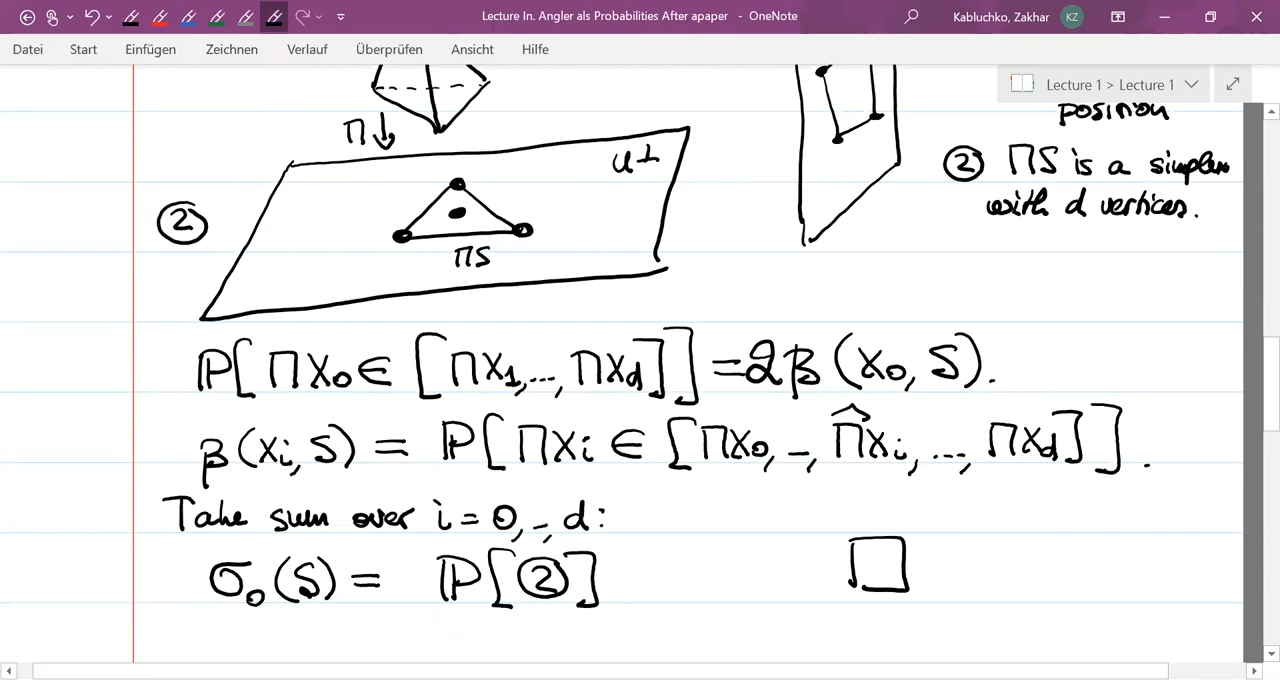 Lecture In. Angler als Probabilities After apaper - OneNote
Kabluchko, Zakhar
KZ
Datei Start Einfügen Zeichnen Verlauf Überprüfen Ansicht Hilfe
Lecture 1 > Lecture 1
position
Π↓
u⊥
② ΠS is a simplex
with d vertices.
②
ΠS
ℙ[Πx₀ ∈ [Πx₁,…, Πx_d]] = 2β(x₀, S).
β(xᵢ, S) = ℙ[Πxᵢ ∈ [Πx₀, –, Π̂xᵢ, …, Πx_d]].
Take sum over i = 0, –, d:
σ₀(S) = ℙ[②] □